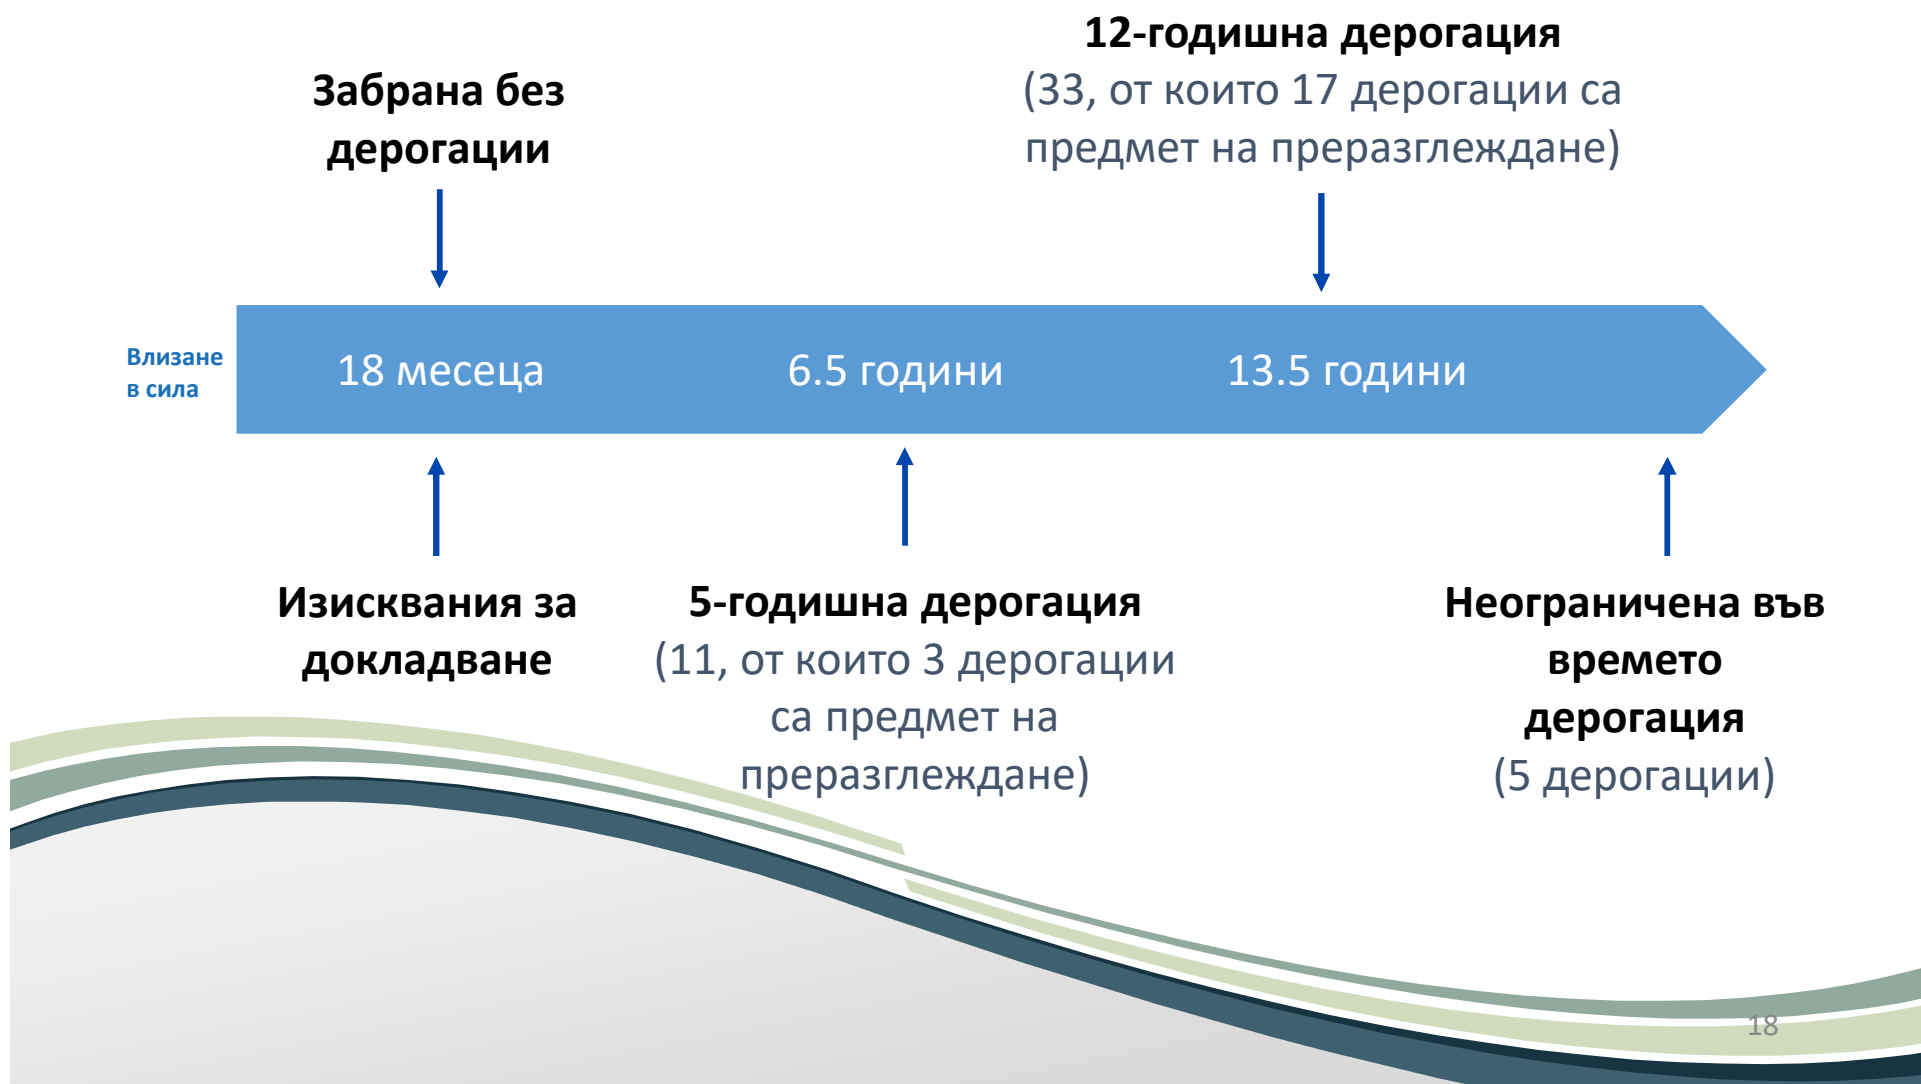 12-годишна дерогация
(33, от които 17 дерогации са
предмет на преразглеждане)
Забрана без
дерогации
Влизане
в сила
18 месеца
6.5 години
13.5 години
Изисквания за
докладване
5-годишна дерогация
(11, от които 3 дерогации
са предмет на
преразглеждане)
Неограничена във
времето
дерогация
(5 дерогации)
18